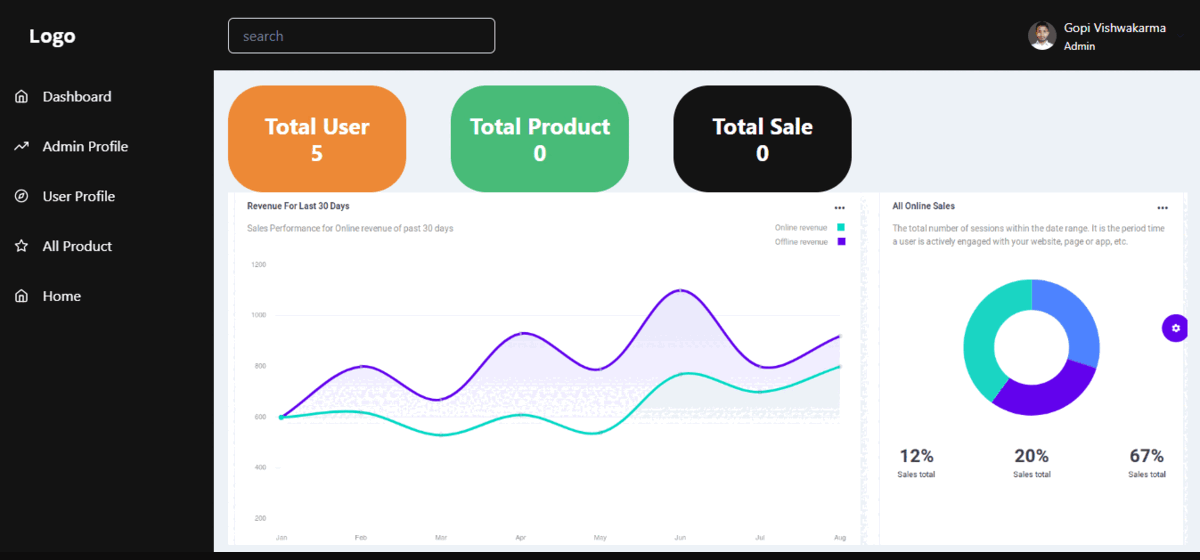 Logo
search
Gopi Vishwakarma
Admin
Dashboard
Admin Profile
User Profile
All Product
Home
Total User
5
Total Product
0
Total Sale
0
Revenue For Last 30 Days
Sales Performance for Online revenue of past 30 days
Online revenue
Offline revenue
1200
1000
800
600
400
200
Jan
Feb
Mar
Apr
May
Jun
Jul
Aug
All Online Sales
The total number of sessions within the date range. It is the period time
a user is actively engaged with your website, page or app, etc.
12%
Sales total
20%
Sales total
67%
Sales total